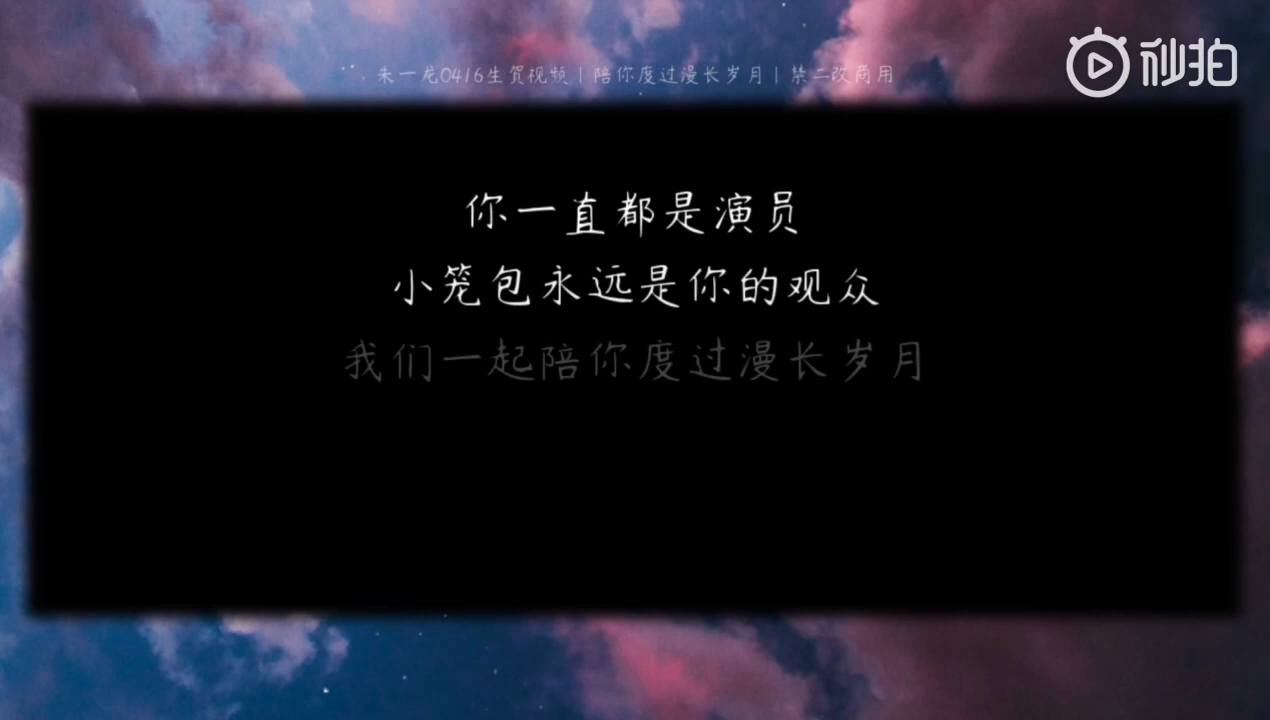 朱一龙0416生贺视频 | 陪你度过漫长岁月 | 禁二改商用
秒拍
你一直都是演员
小笼包永远是你的观众
我们一起陪你度过漫长岁月